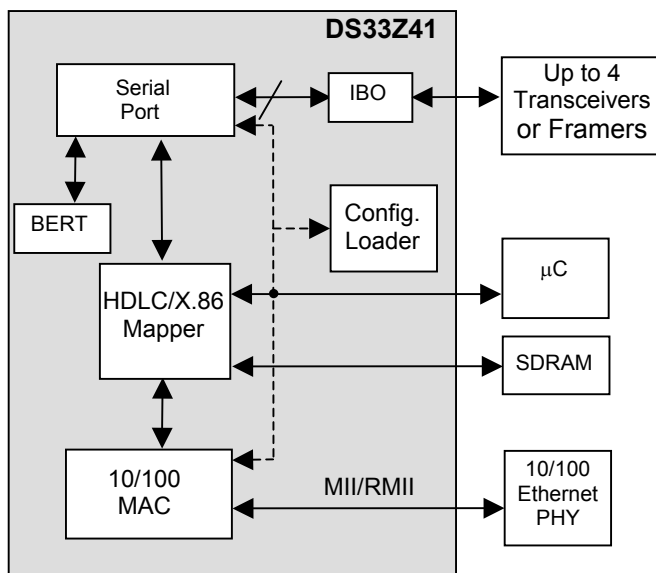 DS33Z41
Serial
Port
IBO
Up to 4
Transceivers
or Framers
BERT
Config.
Loader
µC
HDLC/X.86
Mapper
SDRAM
10/100
MAC
MII/RMII
10/100
Ethernet
PHY